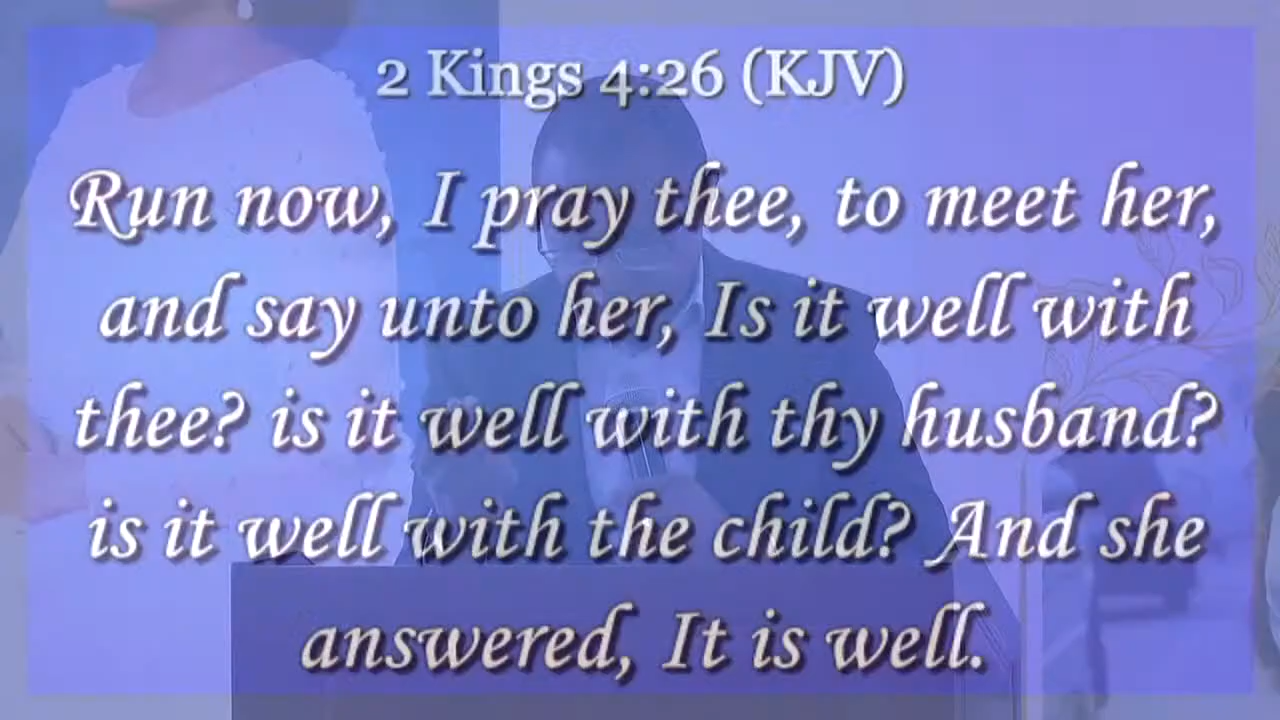 2 Kings 4:26 (KJV)
Run now, I pray thee, to meet her,
and say unto her, Is it well with
thee? is it well with thy husband?
is it well with the child? And she
answered, It is well.